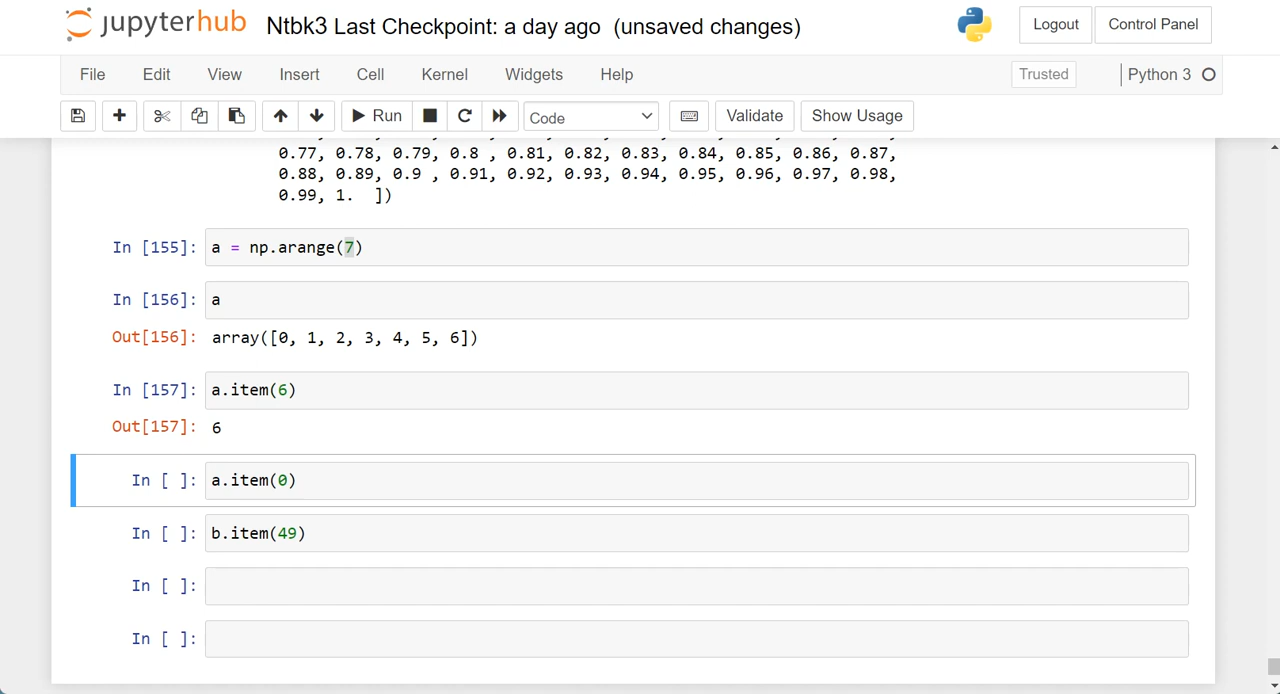 jupyterhub Ntbk3 Last Checkpoint: a day ago (unsaved changes) Logout Control Panel
File Edit View Insert Cell Kernel Widgets Help Trusted Python 3
Run Code Validate Show Usage
0.77, 0.78, 0.79, 0.8 , 0.81, 0.82, 0.83, 0.84, 0.85, 0.86, 0.87,
0.88, 0.89, 0.9 , 0.91, 0.92, 0.93, 0.94, 0.95, 0.96, 0.97, 0.98,
0.99, 1. ])
In [155]: a = np.arange(7)
In [156]: a
Out[156]: array([0, 1, 2, 3, 4, 5, 6])
In [157]: a.item(6)
Out[157]: 6
In [ ]: a.item(0)
In [ ]: b.item(49)
In [ ]:
In [ ]: